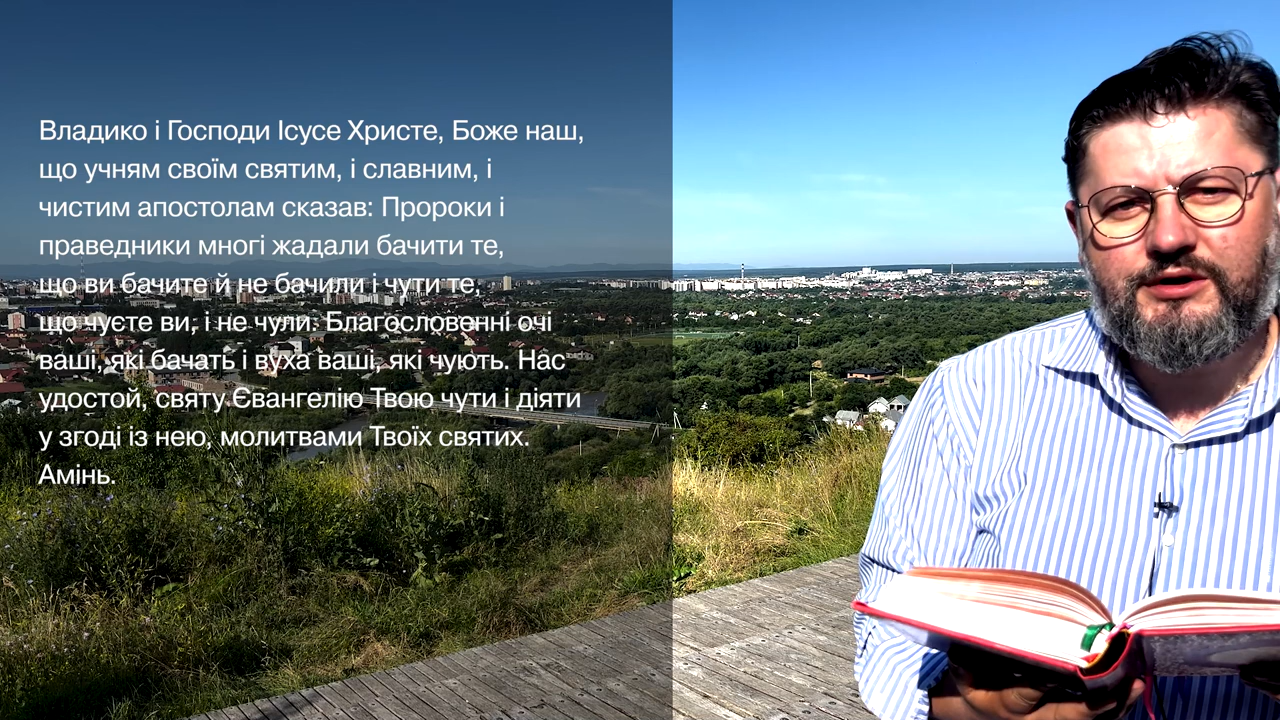 Владико і Господи Ісусе Христе, Боже наш,
що учням своїм святим, і славним, і
чистим апостолам сказав: Пророки і
праведники многі жадали бачити те,
що ви бачите й не бачили і чути те,
що чуєте ви, і не чули. Благословенні очі
ваші, які бачать і вуха ваші, які чують. Нас
удостой, святу Євангелію Твою чути і діяти
у згоді із нею, молитвами Твоїх святих.
Амінь.